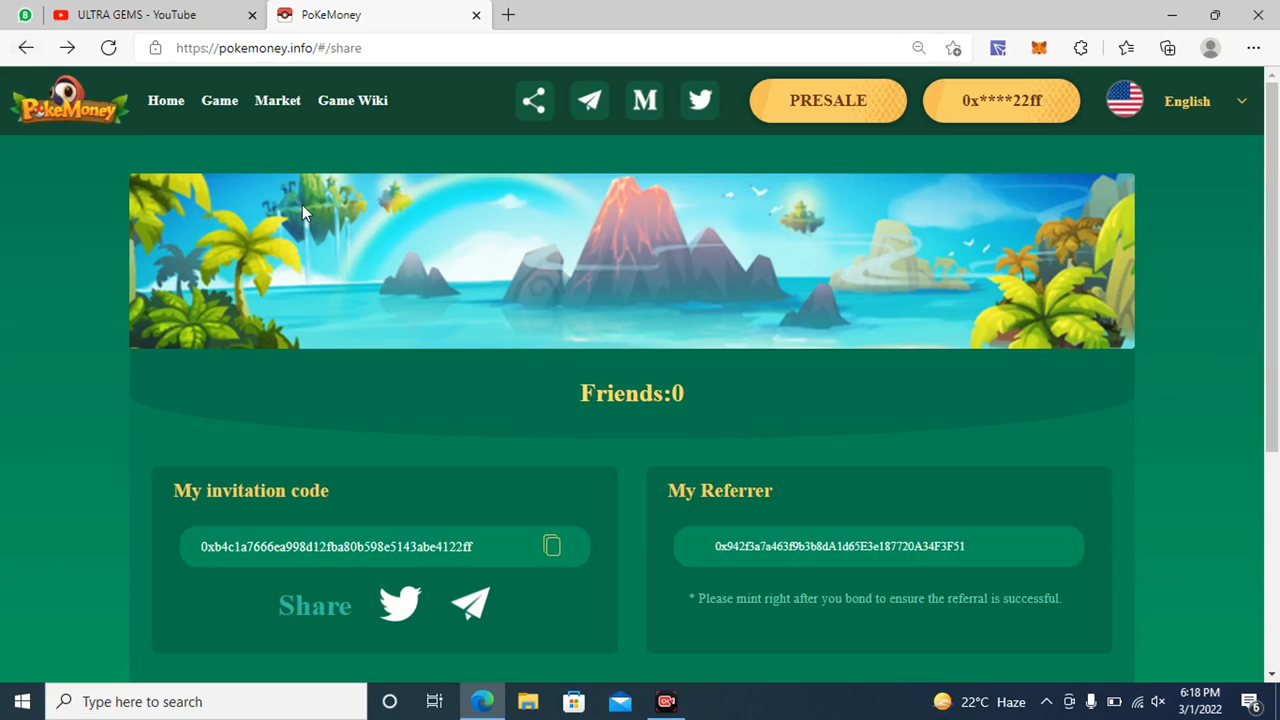 8
ULTRA GEMS - YouTube
PoKeMoney
https://pokemoney.info/#/share
PoKeMoney
Home
Game
Market
Game Wiki
PRESALE
0x****22ff
English
Friends:0
My invitation code
0xb4c1a7666ea998d12fba80b598e5143abe4122ff
Share
My Referrer
0x942f3a7a463f9b3b8dA1d65E3e187720A34F3F51
* Please mint right after you bond to ensure the referral is successful.
Type here to search
22°C Haze
6:18 PM
3/1/2022
6